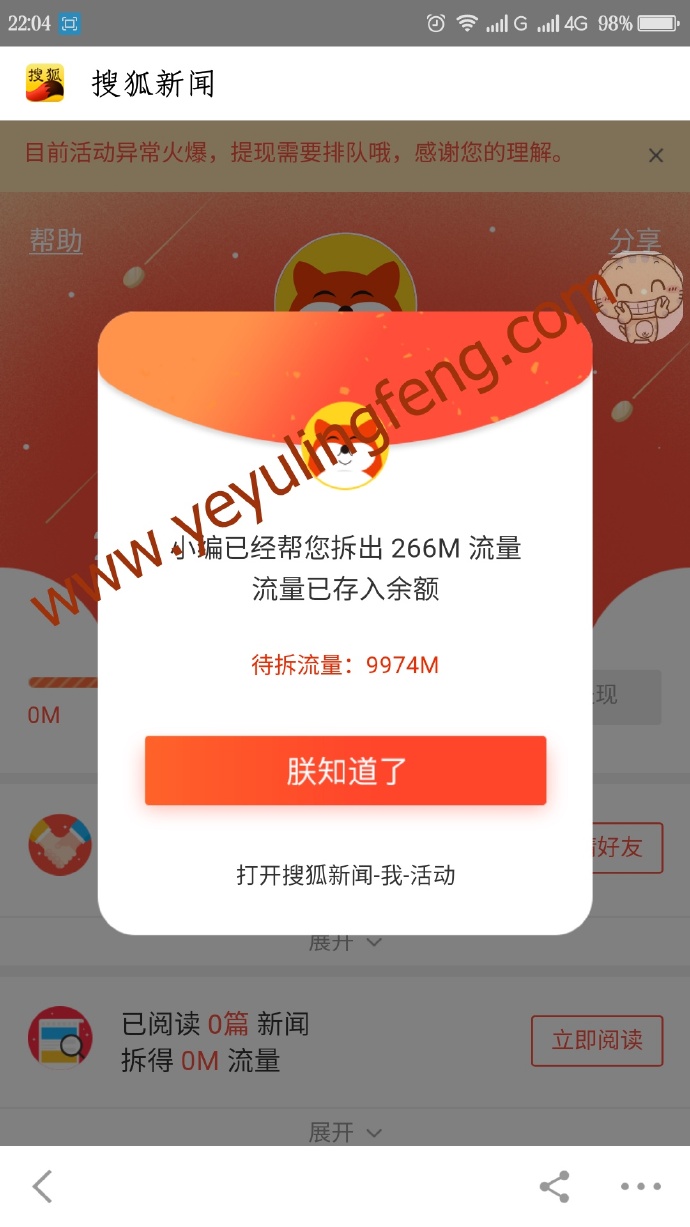 22:04
G
4G
98%
搜狐
搜狐新闻
目前活动异常火爆，提现需要排队哦，感谢您的理解。
帮助
分享
www.yeyulingfeng.com
小编已经帮您拆出 266M 流量
流量已存入余额
待拆流量：9974M
现
0M
朕知道了
好友
打开搜狐新闻-我-活动
展开
已阅读 0篇 新闻
拆得 0M 流量
立即阅读
展开